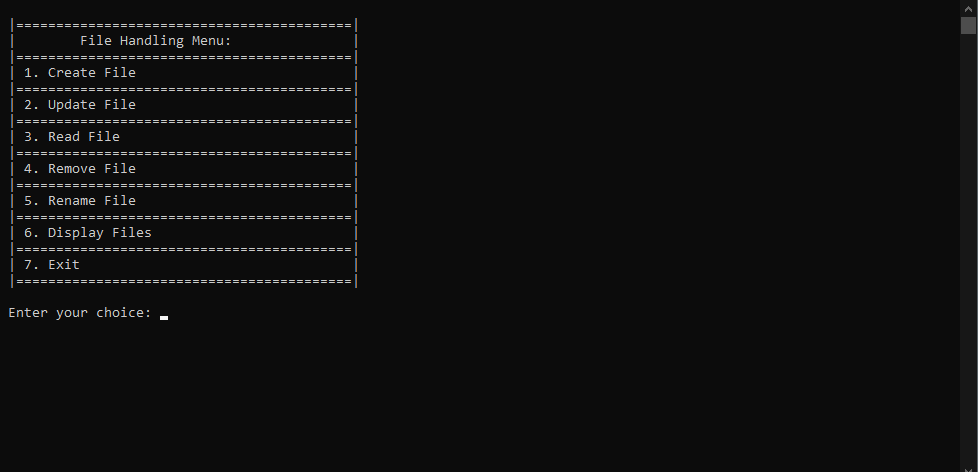 |==========================================|
|        File Handling Menu:               |
|==========================================|
| 1. Create File                           |
|==========================================|
| 2. Update File                           |
|==========================================|
| 3. Read File                             |
|==========================================|
| 4. Remove File                           |
|==========================================|
| 5. Rename File                           |
|==========================================|
| 6. Display Files                         |
|==========================================|
| 7. Exit                                  |
|==========================================|
Enter your choice: